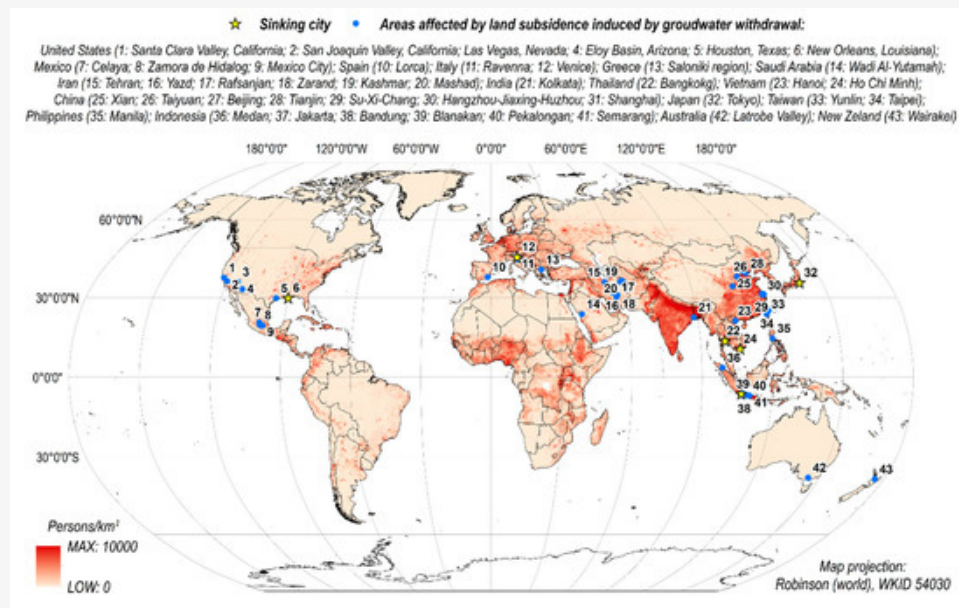 Sinking city Areas affected by land subsidence induced by groudwater withdrawal:
United States (1: Santa Clara Valley, California; 2: San Joaquin Valley, California; Las Vegas, Nevada; 4: Eloy Basin, Arizona; 5: Houston, Texas; 6: New Orleans, Louisiana);
Mexico (7: Celaya; 8: Zamora de Hidalog; 9: Mexico City); Spain (10: Lorca); Italy (11: Ravenna; 12: Venice); Greece (13: Saloniki region); Saudi Arabia (14: Wadi Al-Yutamah);
Iran (15: Tehran; 16: Yazd; 17: Rafsanjan; 18: Zarand; 19: Kashmar; 20: Mashad); India (21: Kolkata); Thailand (22: Bangkokg); Vietnam (23: Hanoi; 24: Ho Chi Minh);
China (25: Xian; 26: Taiyuan; 27: Beijing; 28: Tianjin; 29: Su-Xi-Chang; 30: Hangzhou-Jiaxing-Huzhou; 31: Shanghai); Japan (32: Tokyo); Taiwan (33: Yunlin; 34: Taipei);
Philippines (35: Manila); Indonesia (36: Medan; 37: Jakarta; 38: Bandung; 39: Blanakan; 40: Pekalongan; 41: Semarang); Australia (42: Latrobe Valley); New Zeland (43: Wairakei)
180°0'0" 120°0'0"W 60°0'0"W 0°0'0" 60°0'0"E 120°0'0"E 180°0'0"
60°0'0"N
12
10 11 13 15 19 26 28 32
1 3
2 4 5 6 20 17 25 30
30°0'0"N
14 16 18 21 23 29 33
7 8
9 22 24 34 35
36
0°0'0"
39 40
38 41
30°0'0"S
42 43
Persons/km²
MAX: 10000
LOW: 0
Map projection:
Robinson (world), WKID 54030